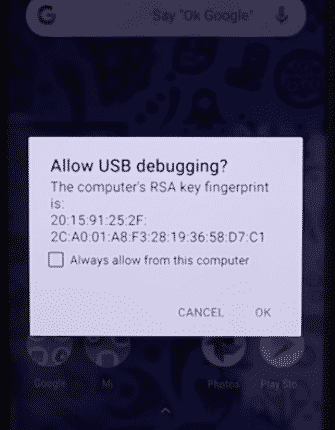 G Say "Ok Google"
Allow USB debugging?
The computer's RSA key fingerprint
is:
20:15:91:25:2F:
2C:A0:01:A8:F3:28:19:36:58:D7:C1
Always allow from this computer
CANCEL OK
Google Mi Photos Play Sto